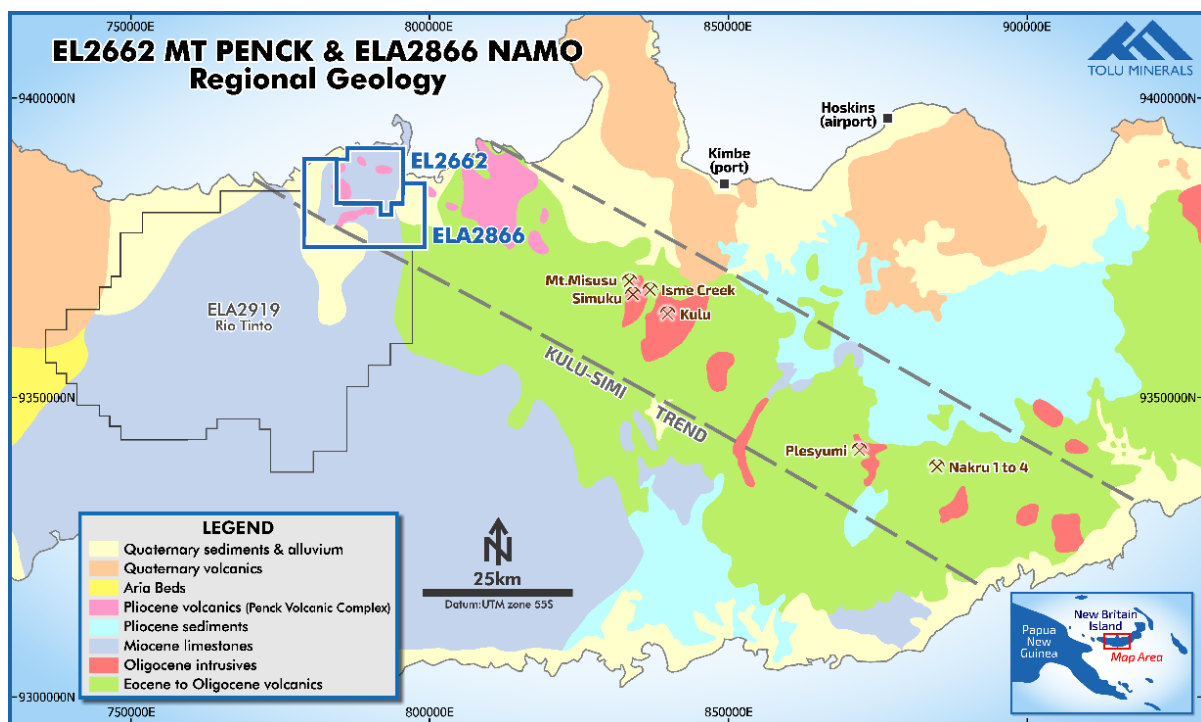 750000E
800000E
850000E
900000E
EL2662 MT PENCK & ELA2866 NAMO
Regional Geology
TOLU MINERALS
9400000N
9400000N
Hoskins
(airport)
Kimbe
(port)
EL2662
ELA2866
Mt.Misusu
Simuku
Isme Creek
Kulu
ELA2919
Rio Tinto
KULU-SIMI
TREND
9350000N
9350000N
Plesyumi
Nakru 1 to 4
LEGEND
Quaternary sediments & alluvium
Quaternary volcanics
Aria Beds
Pliocene volcanics (Penck Volcanic Complex)
Pliocene sediments
Miocene limestones
Oligocene intrusives
Eocene to Oligocene volcanics
N
25km
Datum:UTM zone 55S
New Britain
Island
Papua
New
Guinea
Map Area
9300000N
9300000N
750000E
800000E
850000E
900000E